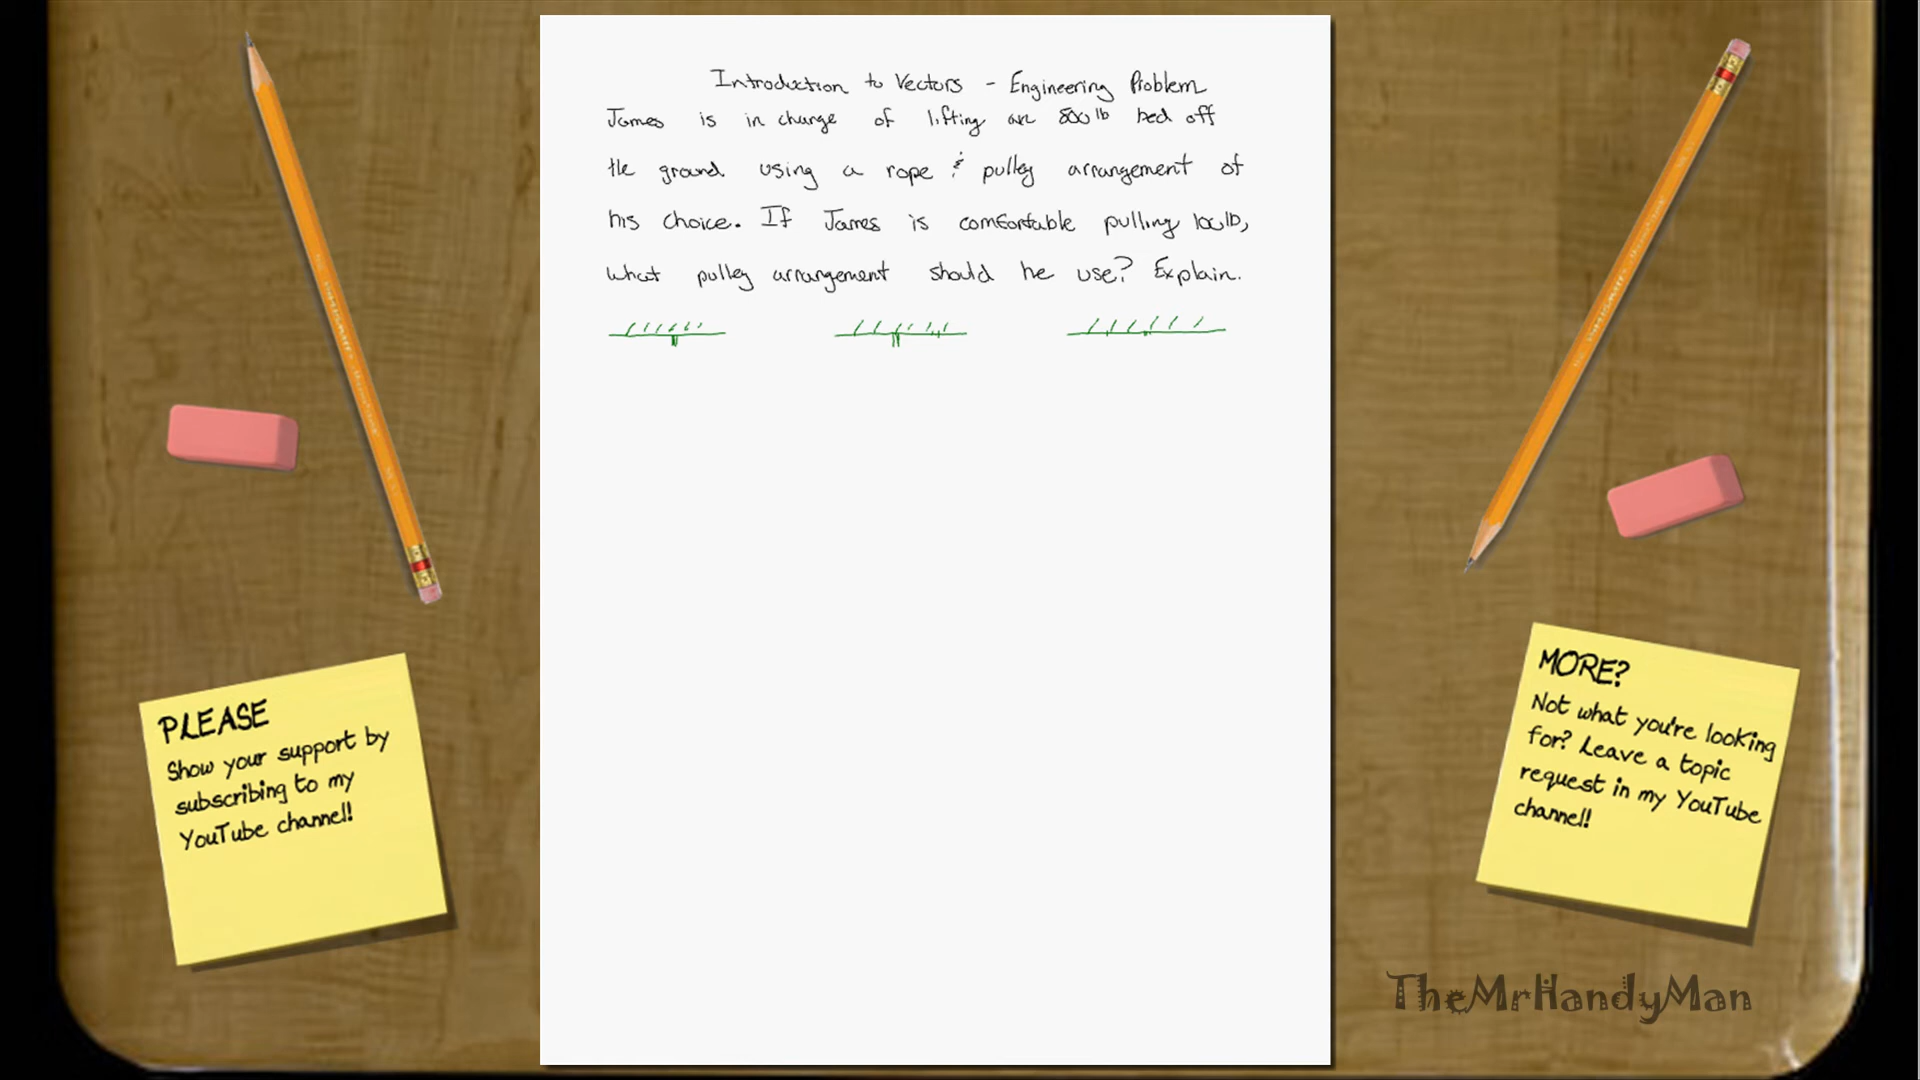 Introduction to Vectors - Engineering Problem
James is in charge of lifting an 800 lb bed off
the ground using a rope & pulley arrangement of
his choice. If James is comfortable pulling 100lb,
what pulley arrangement should he use? Explain.
PLEASE
Show your support by
subscribing to my
YouTube channel!
MORE?
Not what you're looking
for? Leave a topic
request in my YouTube
channel!
TheMrHandyMan